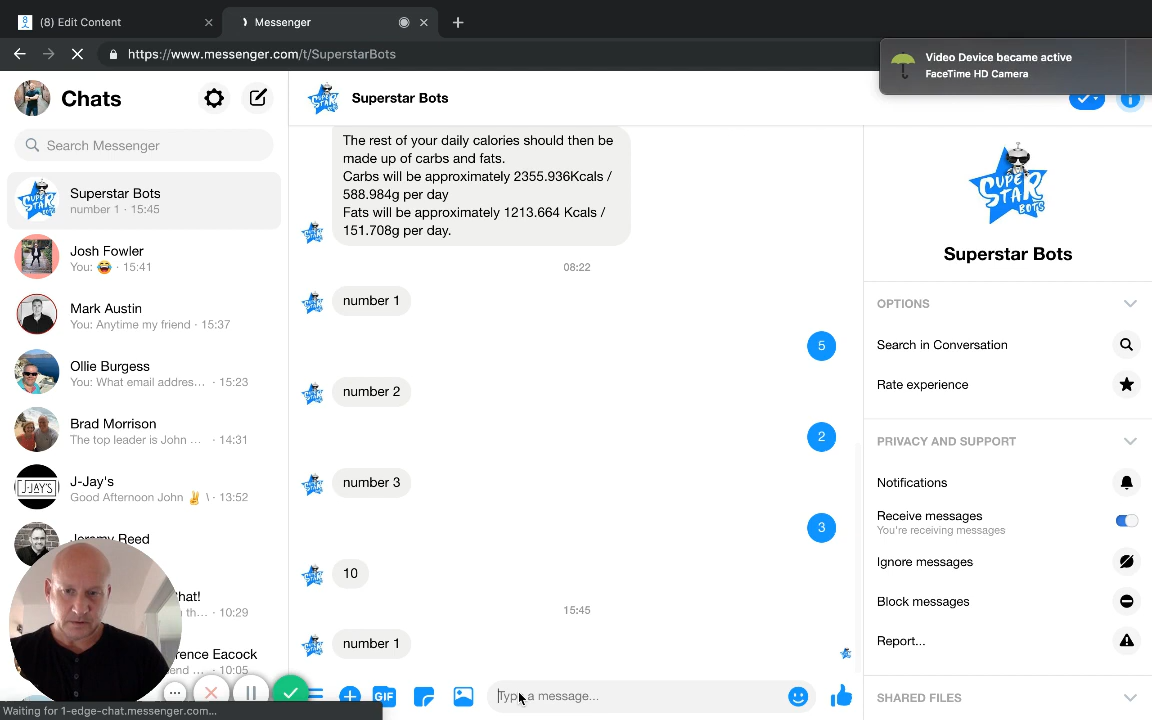 (8) Edit Content
Messenger
https://www.messenger.com/t/SuperstarBots
Video Device became active
FaceTime HD Camera
Chats
Search Messenger
Superstar Bots
number 1 · 15:45
Josh Fowler
You: 😂 · 15:41
Mark Austin
You: Anytime my friend · 15:37
Ollie Burgess
You: What email addres... · 15:23
Brad Morrison
The top leader is John ... · 14:31
J-Jay's
Good Afternoon John ✌ \ · 13:52
Jeremy Reed
hat!
th... · 10:29
rence Eacock
end ... · 10:05
Waiting for 1-edge-chat.messenger.com...
Superstar Bots
The rest of your daily calories should then be
made up of carbs and fats.
Carbs will be approximately 2355.936Kcals /
588.984g per day
Fats will be approximately 1213.664 Kcals /
151.708g per day.
08:22
number 1
5
number 2
2
number 3
3
10
15:45
number 1
GIF
Type a message...
SUPER
STAR
BOTS
Superstar Bots
OPTIONS
Search in Conversation
Rate experience
PRIVACY AND SUPPORT
Notifications
Receive messages
You're receiving messages
Ignore messages
Block messages
Report...
SHARED FILES